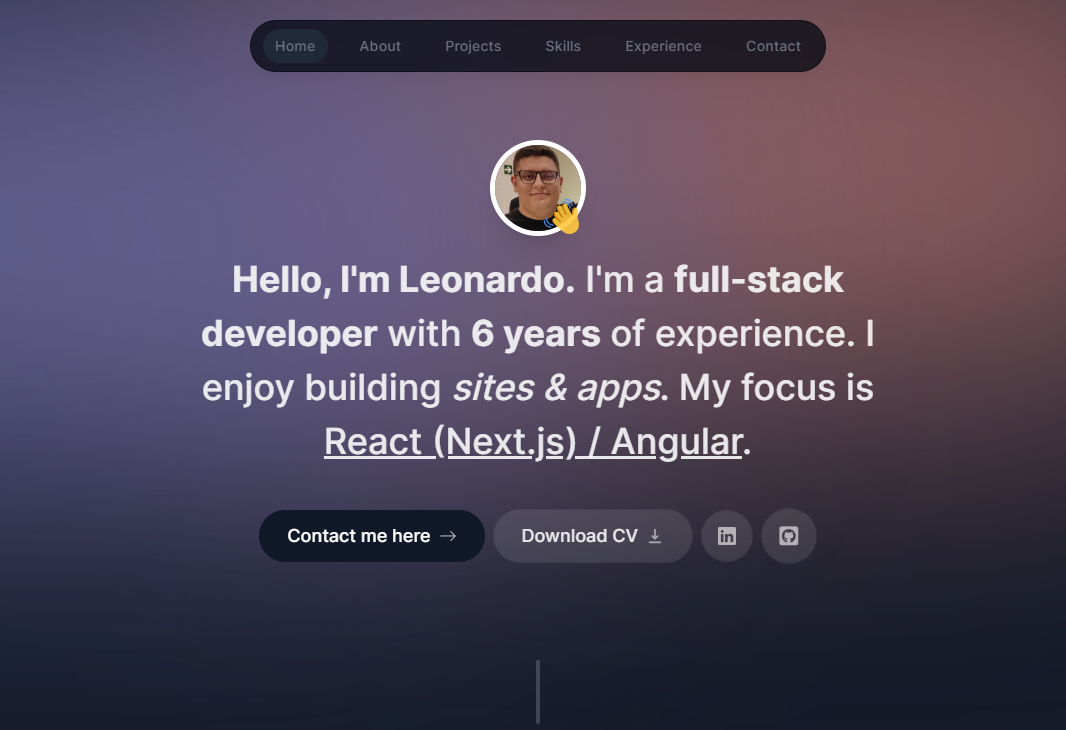 Home About Projects Skills Experience Contact
Hello, I'm Leonardo. I'm a full-stack
developer with 6 years of experience. I
enjoy building sites & apps. My focus is
React (Next.js) / Angular.
Contact me here Download CV in